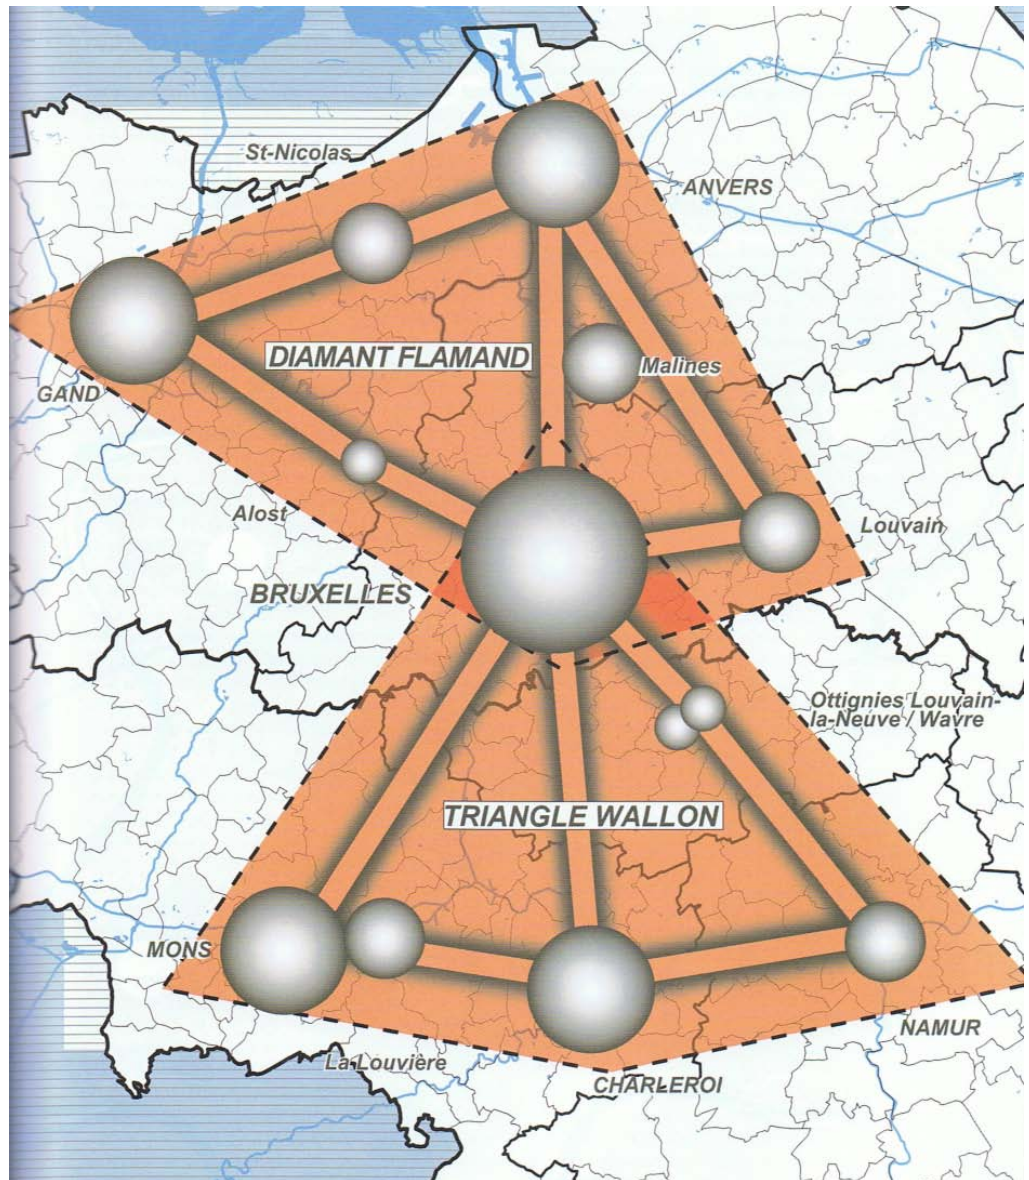 St-Nicolas
ANVERS
DIAMANT FLAMAND
Malines
GAND
Alost
Louvain
BRUXELLES
Ottignies Louvain-
la-Neuve / Wavre
TRIANGLE WALLON
MONS
NAMUR
La Louvière
CHARLEROI